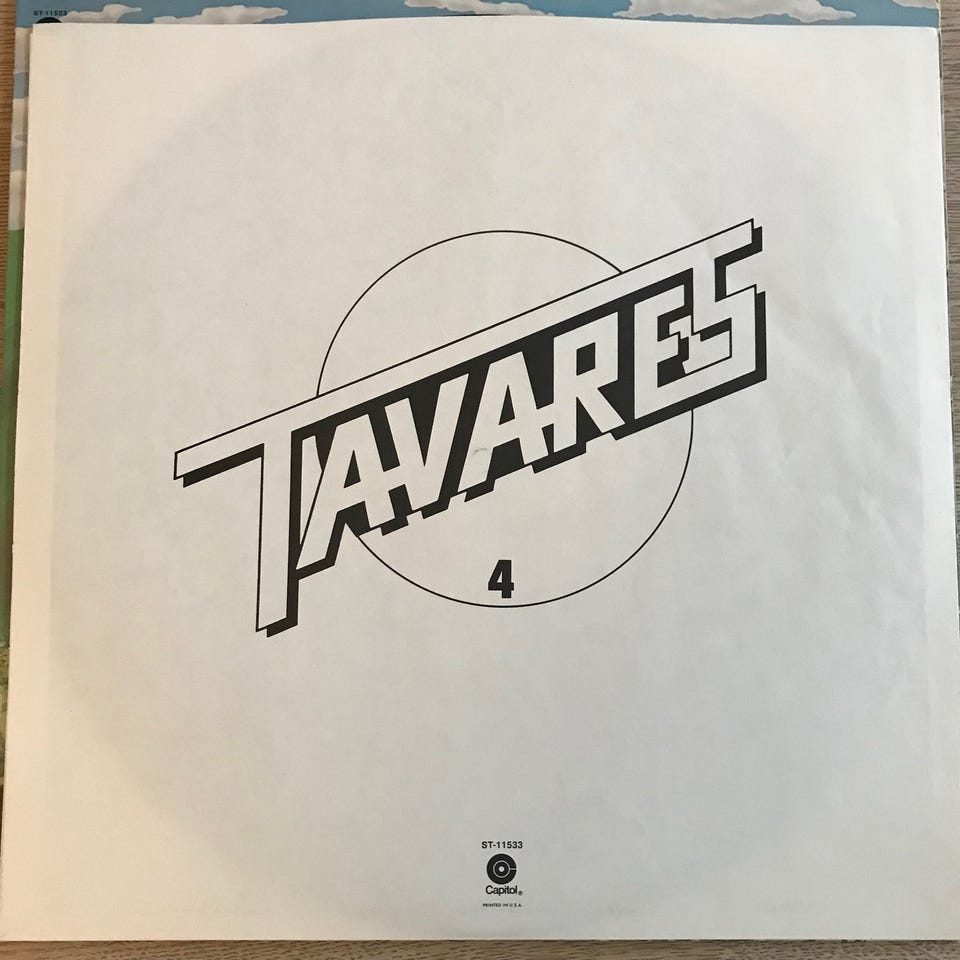 ST-11533
TAVARES
4
ST-11533
Capitol®
PRINTED IN U.S.A.